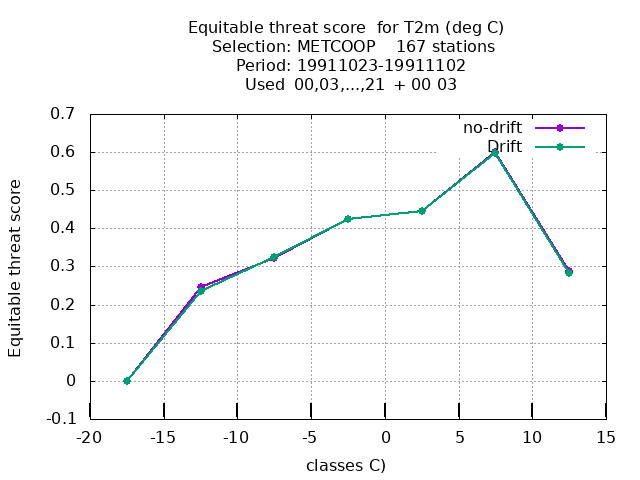 Equitable threat score  for T2m (deg C)
Selection: METCOOP    167 stations
Period: 19911023-19911102
Used  00,03,...,21  + 00 03
Equitable threat score
0.7
0.6
0.5
0.4
0.3
0.2
0.1
0
-0.1
no-drift
Drift
-20 -15 -10 -5 0 5 10 15
classes C)